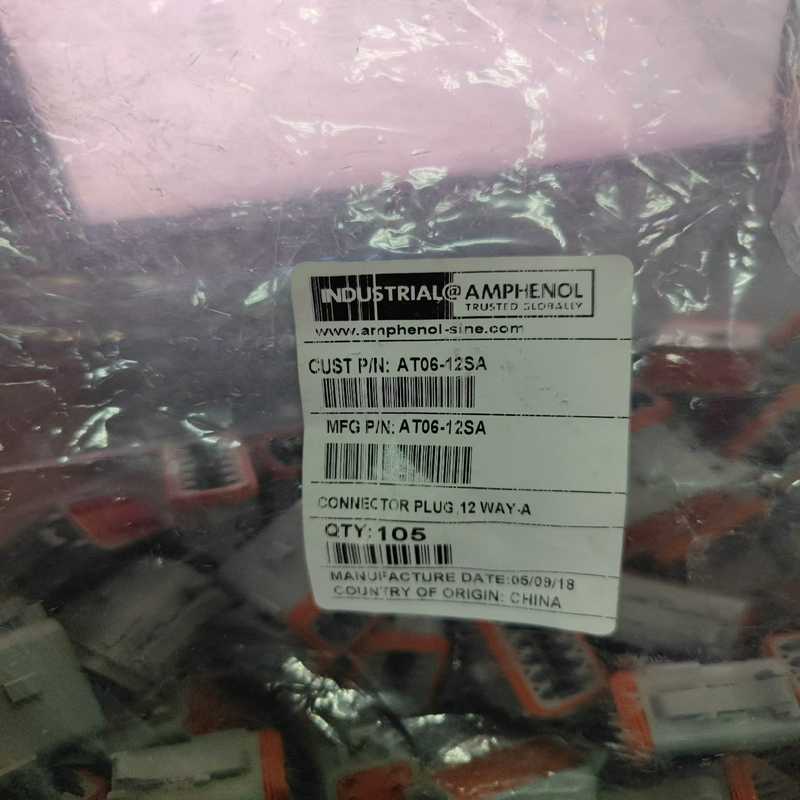 INDUSTRIAL@AMPHENOL
TRUSTED GLOBALLY
www.amphenol-sine.com
CUST P/N: AT06-12SA
MFG P/N: AT06-12SA
CONNECTOR PLUG,12 WAY-A
QTY:105
MANUFACTURE DATE:05/09/18
COUNTRY OF ORIGIN: CHINA